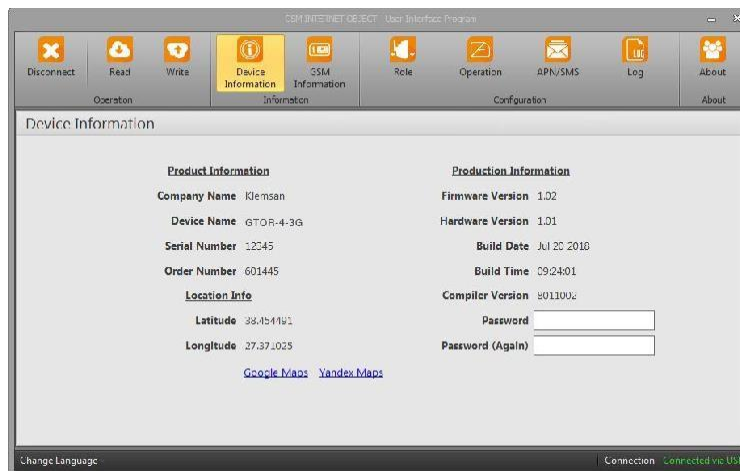 GSM INTERNET OBJECT - User Interface Program
Disconnect
Read
Write
Device Information
GSM Information
Role
Operation
APN/SMS
Log
About
Operation
Information
Configuration
About
Device Information
Product Information
Company Name Klemsan
Device Name GTOR-4-3G
Serial Number 12345
Order Number 601445
Location Info
Latitude 38.454491
Longitude 27.371025
Google Maps Yandex Maps
Production Information
Firmware Version 1.02
Hardware Version 1.01
Build Date Jul 20 2018
Build Time 09:24:01
Compiler Version 8011002
Password
Password (Again)
Change Language
Connection Connected via US